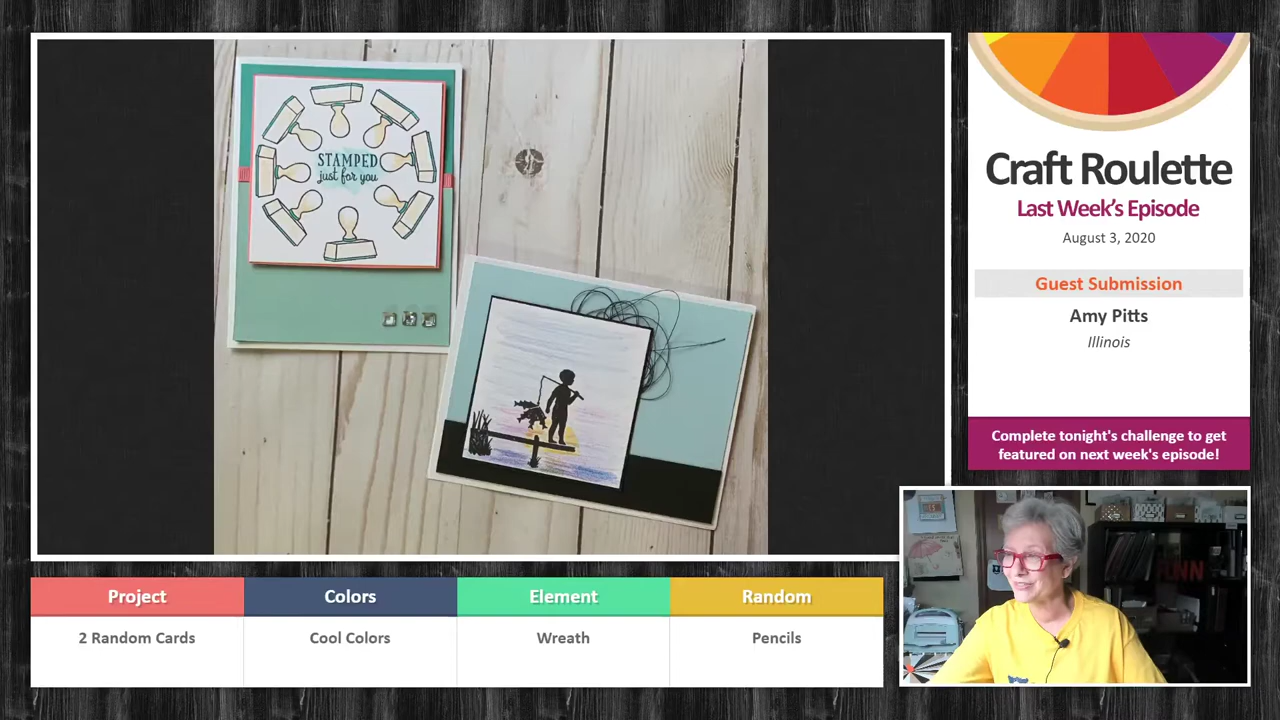 STAMPED
just for you
Craft Roulette
Last Week's Episode
August 3, 2020
Guest Submission
Amy Pitts
Illinois
Complete tonight's challenge to get
featured on next week's episode!
Project
Colors
Element
Random
2 Random Cards
Cool Colors
Wreath
Pencils